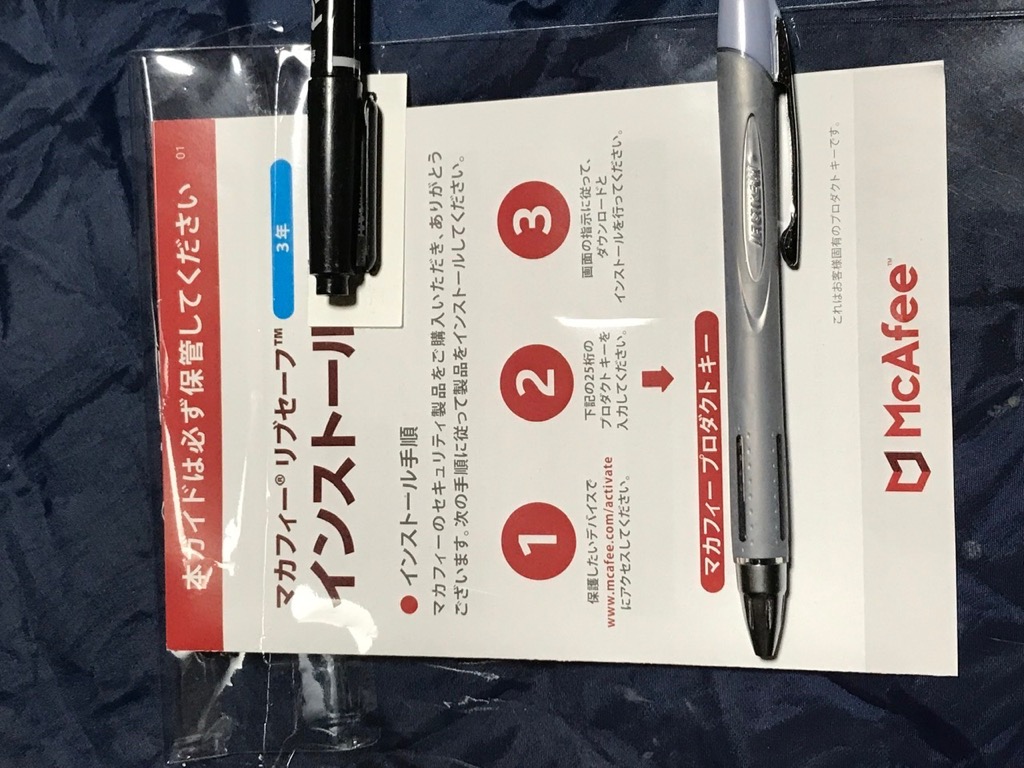 本ガイドは必ず保管してください
01
マカフィー®リブセーフ™
3年
インストール
● インストール手順
マカフィーのセキュリティ製品をご購入いただき、ありがとう
ございます。次の手順に従って製品をインストールしてください。
1
保護したいデバイスで
www.mcafee.com/activate
にアクセスしてください。
2
下記の25桁の
プロダクト キーを
入力してください。
3
画面の指示に従って、
ダウンロードと
インストールを行ってください。
マカフィー プロダクト キー
JETSTREAM
これはお客様固有のプロダクト キーです。
McAfee™